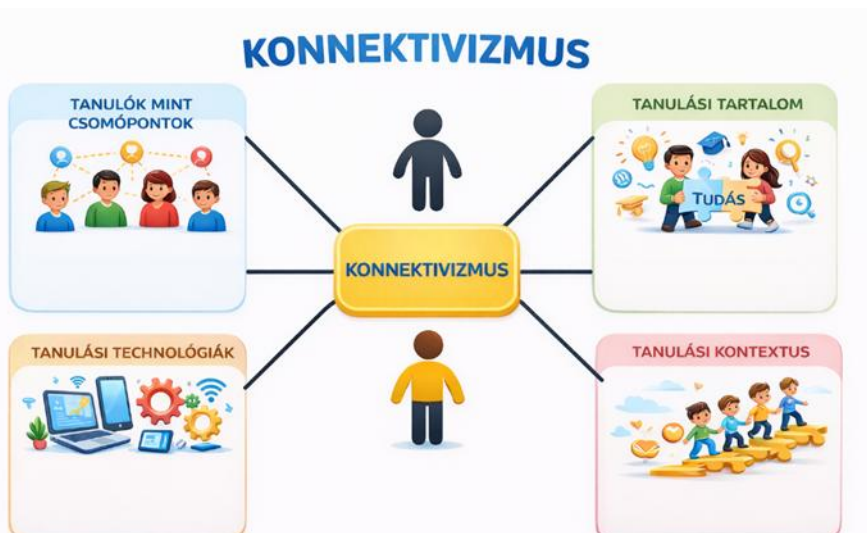 KONNEKTIVIZMUS
TANULÓK MINT
CSOMÓPONTOK
TANULÁSI TARTALOM
TUDÁS
KONNEKTIVIZMUS
TANULÁSI TECHNOLÓGIÁK
TANULÁSI KONTEXTUS